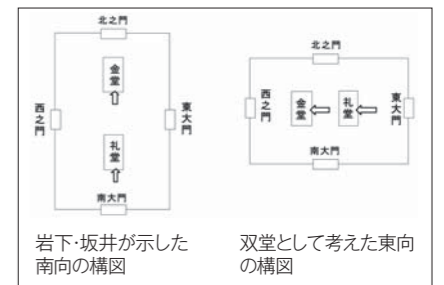 北之門
金堂
西之門
東大門
礼堂
南大門
岩下・坂井が示した
南向の構図
北之門
西之門
金堂
礼堂
東大門
南大門
双堂として考えた東向
の構図